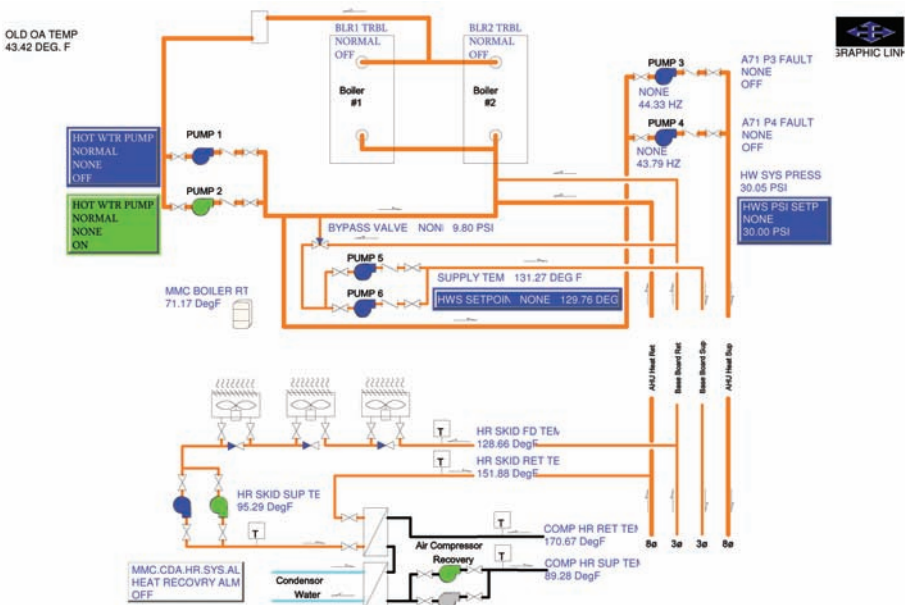 OLD OA TEMP
43.42 DEG. F
BLR1 TRBL
NORMAL
OFF
BLR2 TRBL
NORMAL
OFF
Boiler
#1
Boiler
#2
GRAPHIC LINK
PUMP 3
NONE
44.33 HZ
A71 P3 FAULT
NONE
OFF
PUMP 4
NONE
43.79 HZ
A71 P4 FAULT
NONE
OFF
HOT WTR PUMP
NORMAL
NONE
OFF
PUMP 1
HOT WTR PUMP
NORMAL
NONE
ON
PUMP 2
HW SYS PRESS
30.05 PSI
HWS PSI SETP
NONE
30.00 PSI
BYPASS VALVE NON 9.80 PSI
PUMP 5
PUMP 6
SUPPLY TEM 131.27 DEG F
HWS SETPOIN NONE 129.76 DEG
MMC BOILER RT
71.17 DegF
AHU Heat Ret
Base Board Ret
Base Board Sup
AHU Heat Sup
T
HR SKID FD TEM
128.66 DegF
T
HR SKID RET TE
151.88 DegF
HR SKID SUP TE
95.29 DegF
T
COMP HR RET TEM
170.67 DegF
8ø
3ø
3ø
8ø
Air Compressor
Recovery
T
COMP HR SUP TEM
89.28 DegF
MMC.CDA.HR.SYS.AL
HEAT RECOVRY ALM
OFF
Condensor
Water